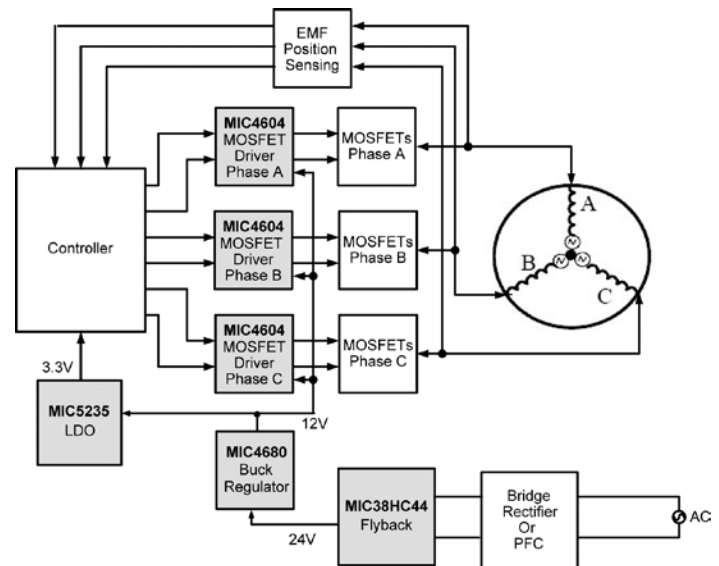 EMF
Position
Sensing
MIC4604
MOSFET
Driver
Phase A
MOSFETs
Phase A
Controller
MIC4604
MOSFET
Driver
Phase B
MOSFETs
Phase B
A
B
C
MIC4604
MOSFET
Driver
Phase C
MOSFETs
Phase C
3.3V
MIC5235
LDO
12V
MIC4680
Buck
Regulator
24V
MIC38HC44
Flyback
Bridge
Rectifier
Or
PFC
AC